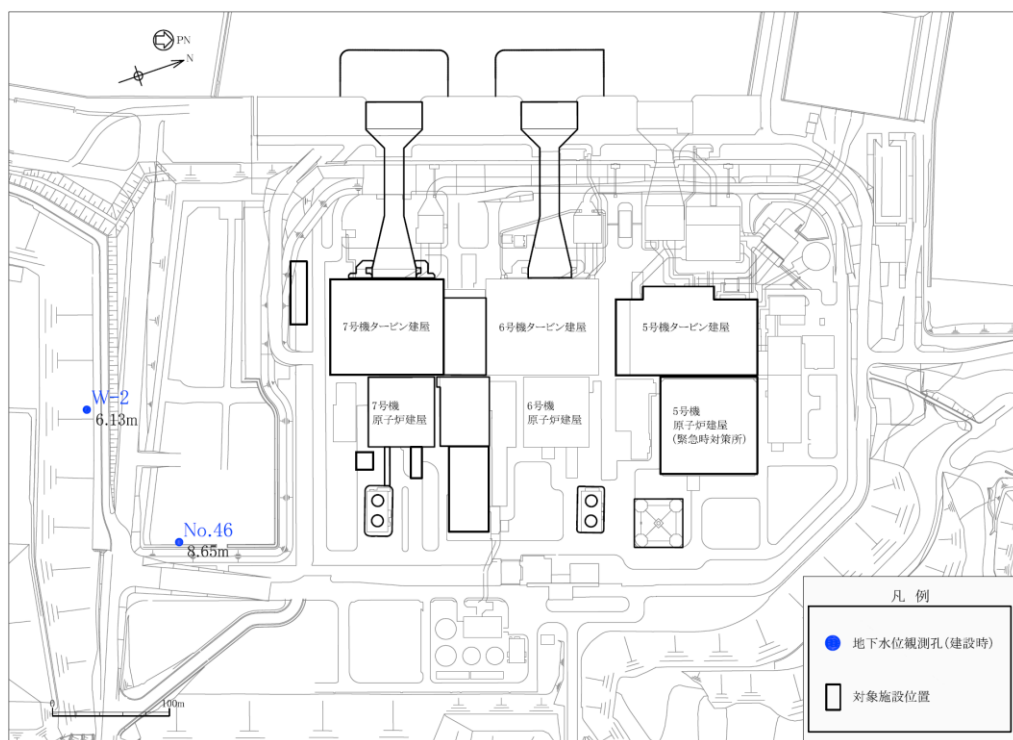 PN
N
7号機タービン建屋
6号機タービン建屋
5号機タービン建屋
7号機
原子炉建屋
6号機
原子炉建屋
5号機
原子炉建屋
(緊急時対策所)
W-2
6.13m
No.46
8.65m
0
100m
凡 例
地下水位観測孔(建設時)
対象施設位置